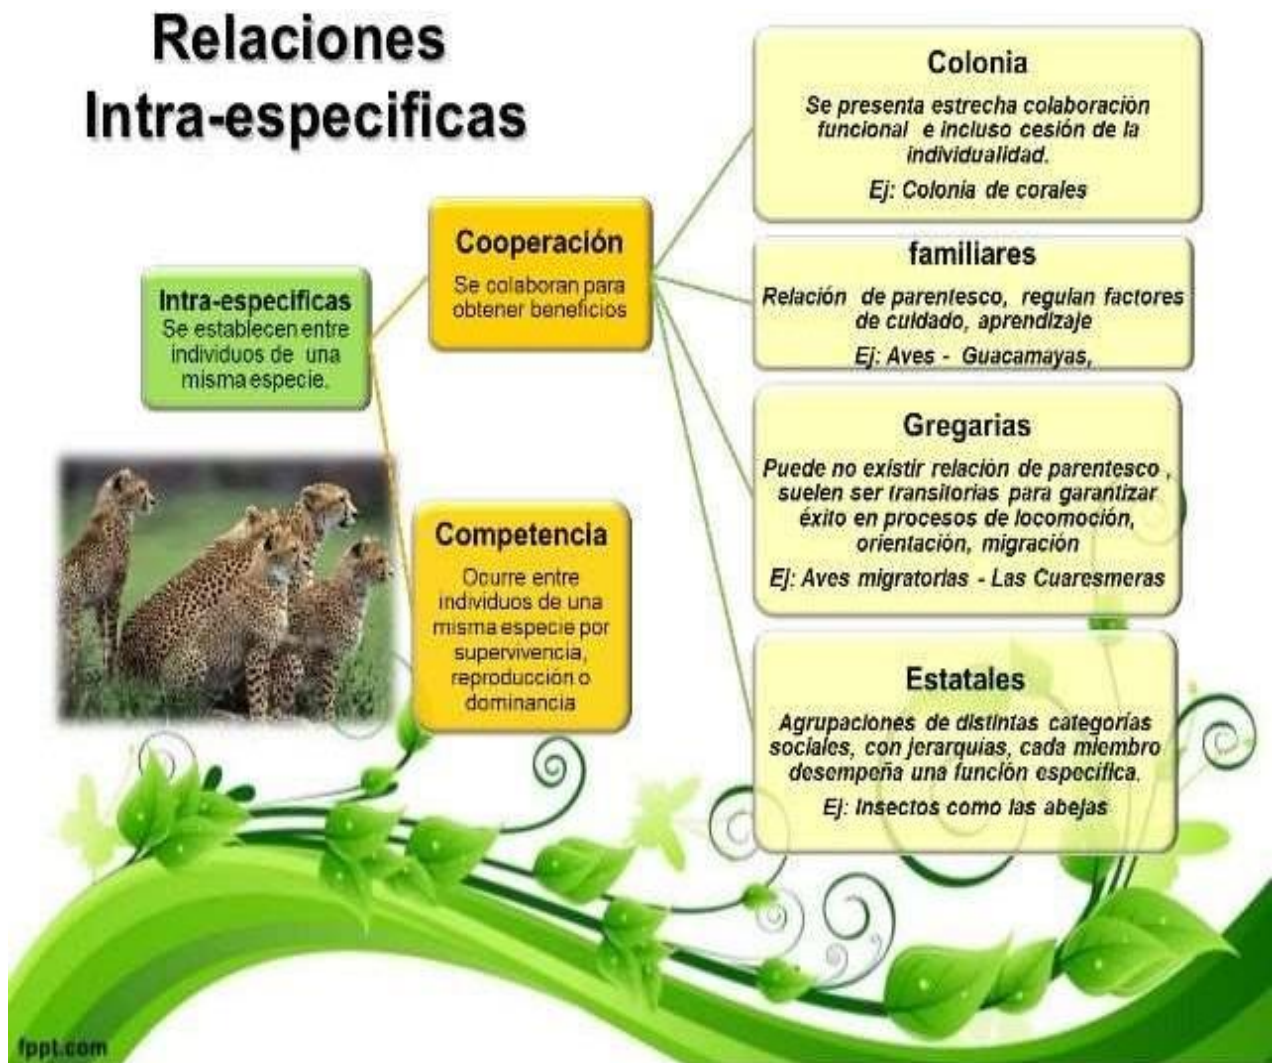 Relaciones
Intra-especificas
Intra-especificas
Se establecen entre
individuos de una
misma especie.
Cooperación
Se colaboran para
obtener beneficios
Competencia
Ocurre entre
individuos de una
misma especie por
supervivencia,
reproducción o
dominancia
Colonia
Se presenta estrecha colaboración
funcional e incluso cesión de la
individualidad.
Ej: Colonia de corales
familiares
Relación de parentesco, regulan factores
de cuidado, aprendizaje
Ej: Aves - Guacamayas,
Gregarias
Puede no existir relación de parentesco ,
suelen ser transitorias para garantizar
éxito en procesos de locomoción,
orientación, migración
Ej: Aves migratorias - Las Cuaresmeras
Estatales
Agrupaciones de distintas categorías
sociales, con jerarquías, cada miembro
desempeña una función específica.
Ej: Insectos como las abejas
fppt.com